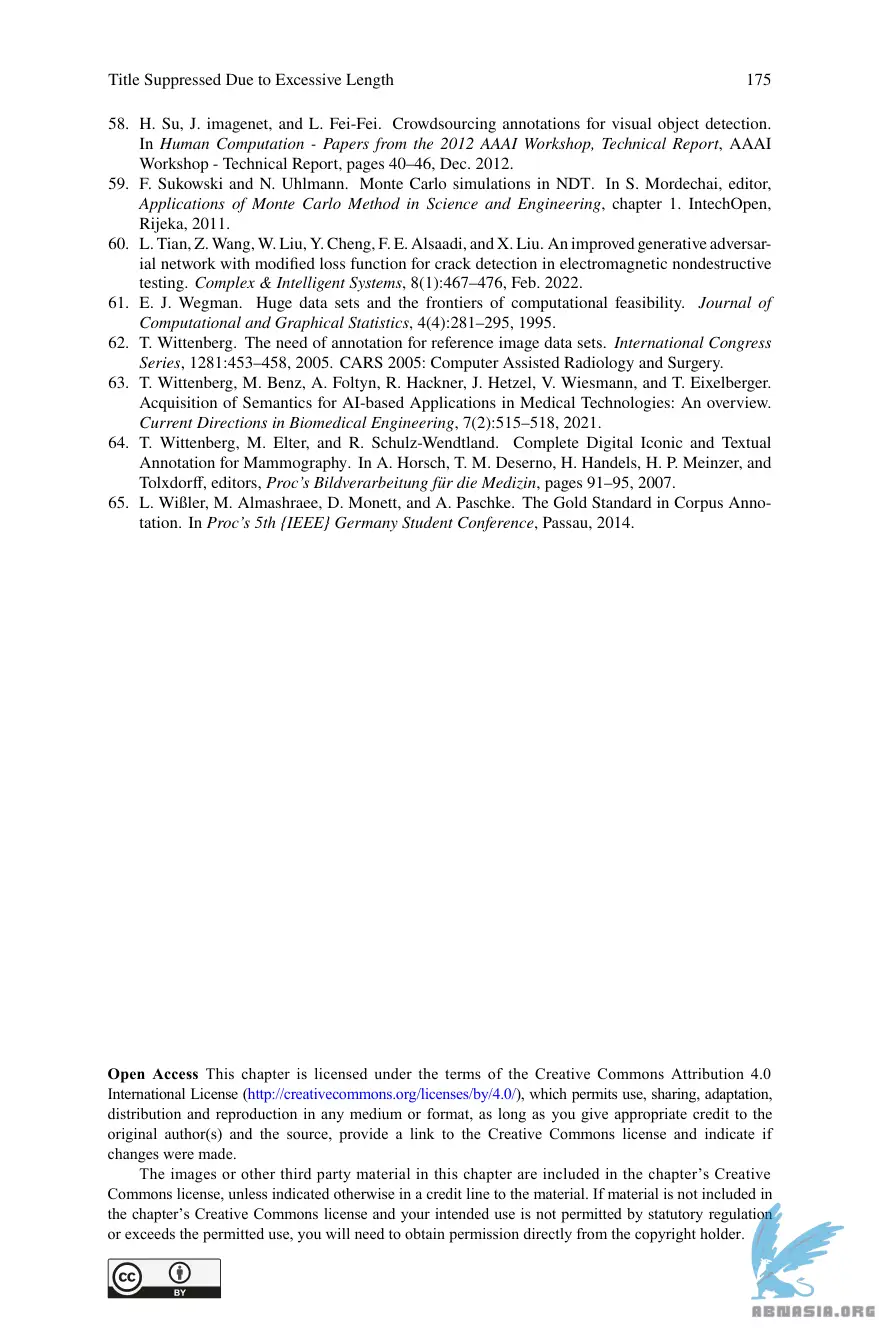 Title Suppressed Due to Excessive Length 175
58. H. Su, J. imagenet, and L. Fei-Fei. Crowdsourcing annotations for visual object detection.
In Human Computation - Papers from the 2012 AAAI Workshop, Technical Report, AAAI
Workshop - Technical Report, pages 40–46, Dec. 2012.
59. F. Sukowski and N. Uhlmann. Monte Carlo simulations in NDT. In S. Mordechai, editor,
Applications of Monte Carlo Method in Science and Engineering, chapter 1. IntechOpen,
Rijeka, 2011.
60. L. Tian, Z. Wang, W. Liu, Y. Cheng, F. E. Alsaadi, and X. Liu. An improved generative adversar-
ial network with modified loss function for crack detection in electromagnetic nondestructive
testing. Complex & Intelligent Systems, 8(1):467–476, Feb. 2022.
61. E. J. Wegman. Huge data sets and the frontiers of computational feasibility. Journal of
Computational and Graphical Statistics, 4(4):281–295, 1995.
62. T. Wittenberg. The need of annotation for reference image data sets. International Congress
Series, 1281:453–458, 2005. CARS 2005: Computer Assisted Radiology and Surgery.
63. T. Wittenberg, M. Benz, A. Foltyn, R. Hackner, J. Hetzel, V. Wiesmann, and T. Eixelberger.
Acquisition of Semantics for AI-based Applications in Medical Technologies: An overview.
Current Directions in Biomedical Engineering, 7(2):515–518, 2021.
64. T. Wittenberg, M. Elter, and R. Schulz-Wendtland. Complete Digital Iconic and Textual
Annotation for Mammography. In A. Horsch, T. M. Deserno, H. Handels, H. P. Meinzer, and
Tolxdorff, editors, Proc's Bildverarbeitung für die Medizin, pages 91–95, 2007.
65. L. Wißler, M. Almashraee, D. Monett, and A. Paschke. The Gold Standard in Corpus Anno-
tation. In Proc's 5th {IEEE} Germany Student Conference, Passau, 2014.
Open Access This chapter is licensed under the terms of the Creative Commons Attribution 4.0
International License (http://creativecommons.org/licenses/by/4.0/), which permits use, sharing, adaptation,
distribution and reproduction in any medium or format, as long as you give appropriate credit to the
original author(s) and the source, provide a link to the Creative Commons license and indicate if
changes were made.
The images or other third party material in this chapter are included in the chapter's Creative
Commons license, unless indicated otherwise in a credit line to the material. If material is not included in
the chapter's Creative Commons license and your intended use is not permitted by statutory regulation
or exceeds the permitted use, you will need to obtain permission directly from the copyright holder.
cc
BY
ABNASIA.ORG